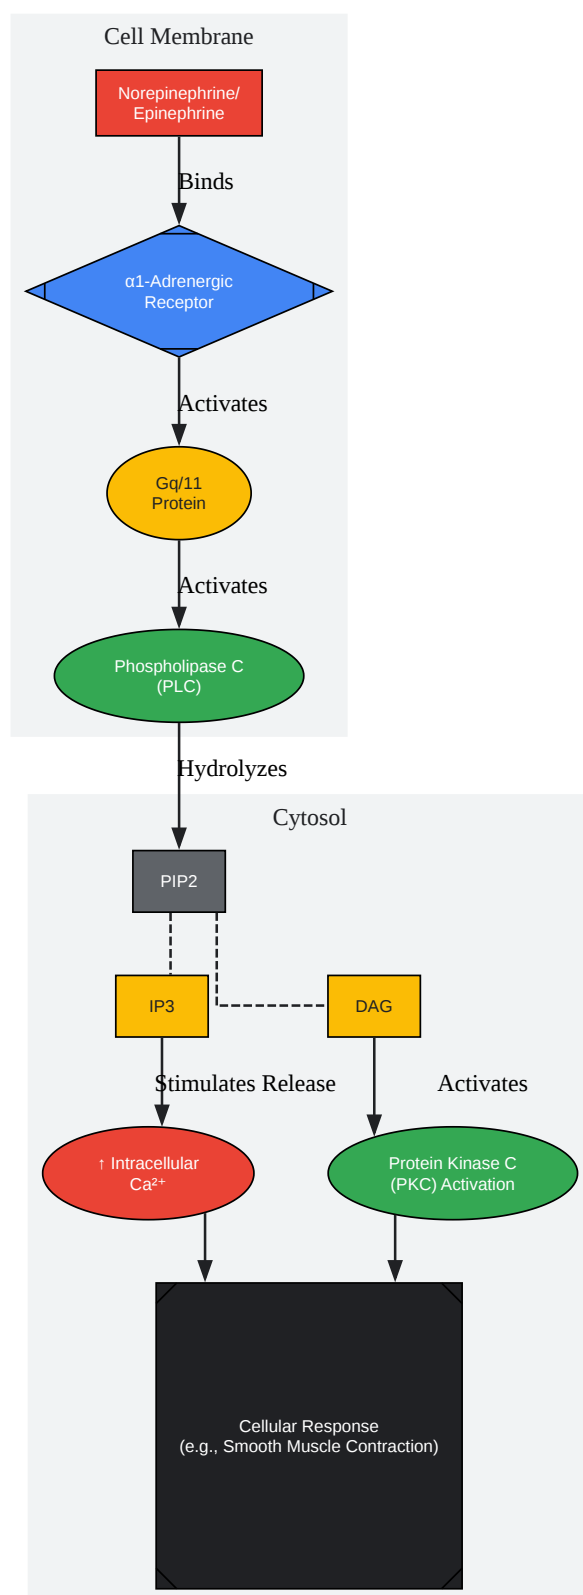 Cell Membrane
Norepinephrine/
Epinephrine
Binds
α1-Adrenergic
Receptor
Activates
Gq/11
Protein
Activates
Phospholipase C
(PLC)
Hydrolyzes
Cytosol
PIP2
IP3
DAG
Stimulates Release
Activates
↑ Intracellular
Ca²⁺
Protein Kinase C
(PKC) Activation
Cellular Response
(e.g., Smooth Muscle Contraction)